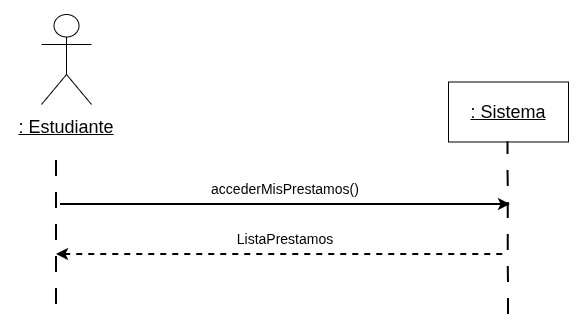 : Estudiante
: Sistema
accederMisPrestamos()
ListaPrestamos